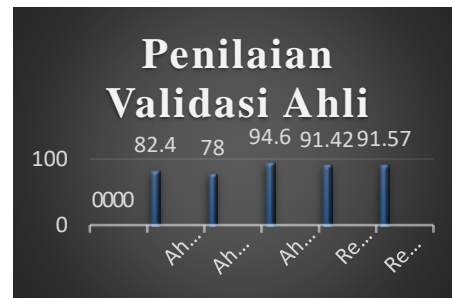 Penilaian
Validasi Ahli
82.4 78 94.6 91.42 91.57
100
0000
0
Ah... Ah... Ah... Re... Re...